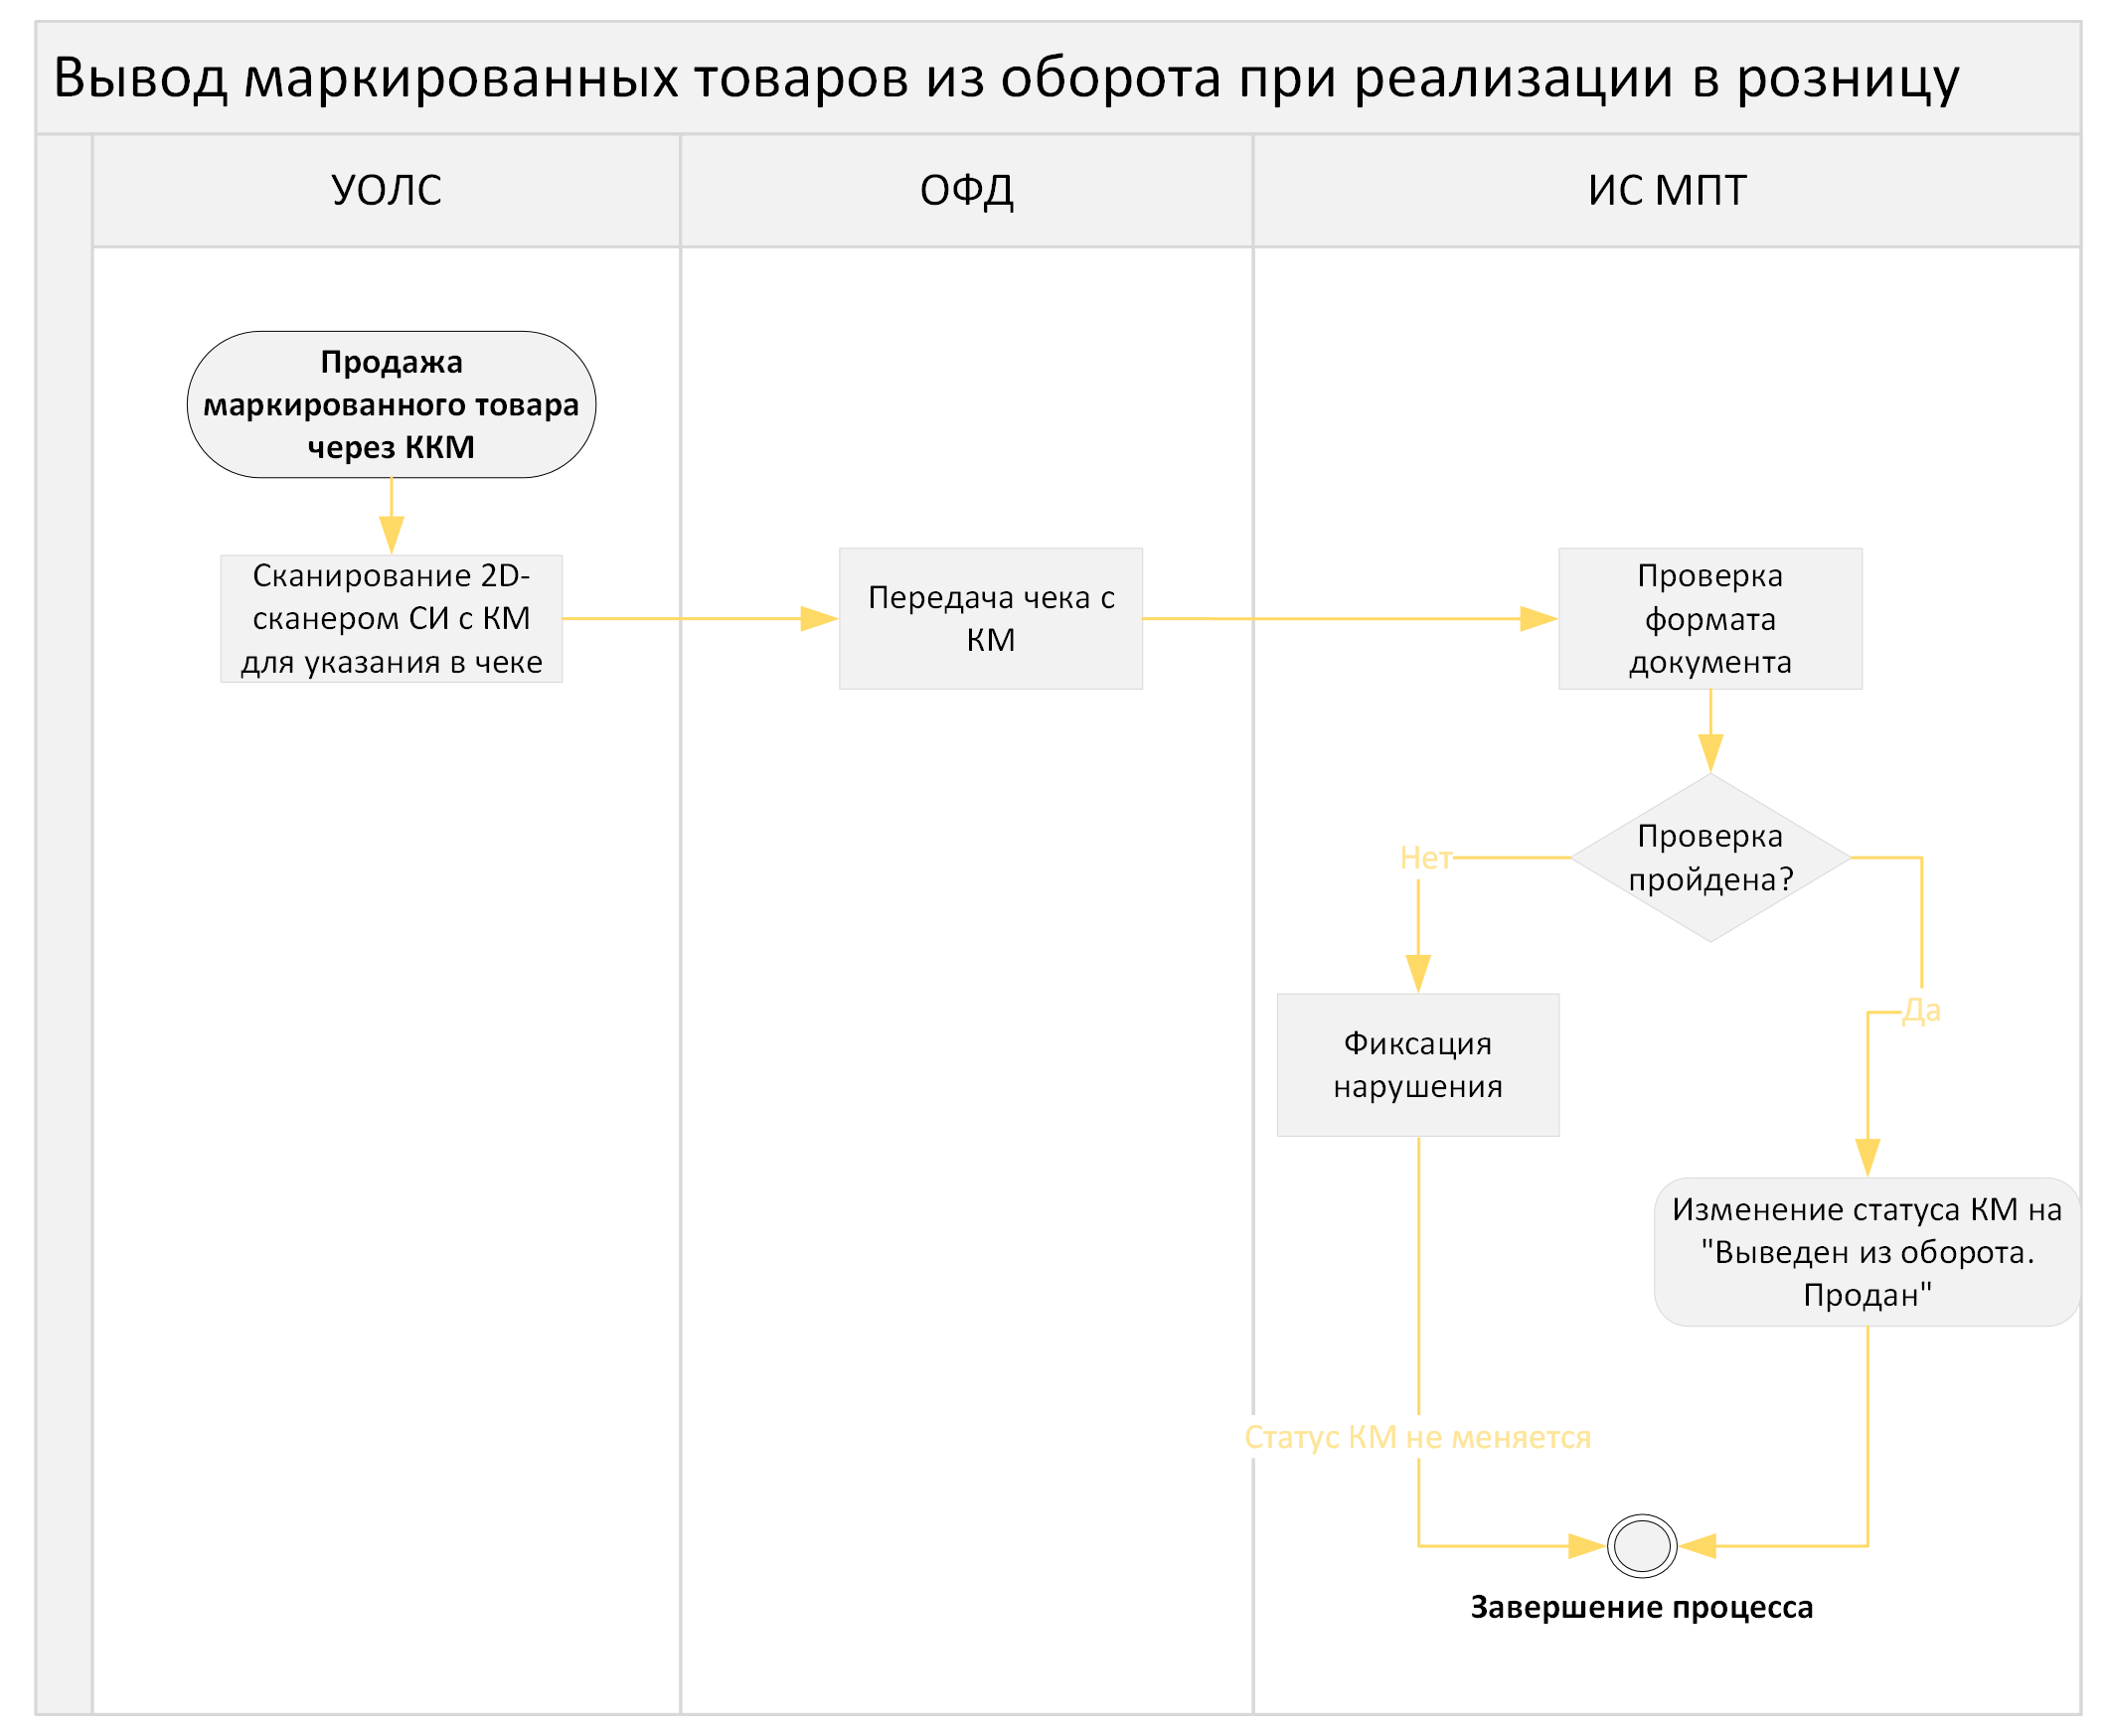 Вывод маркированных товаров из оборота при реализации в розницу
УОЛС
ОФД
ИС МПТ
Продажа
маркированного товара
через ККМ
Сканирование 2D-
сканером СИ с КМ
для указания в чеке
Передача чека с
КМ
Проверка
формата
документа
Проверка
пройдена?
Нет
Да
Фиксация
нарушения
Изменение статуса КМ на
"Выведен из оборота.
Продан"
Статус КМ не меняется
Завершение процесса